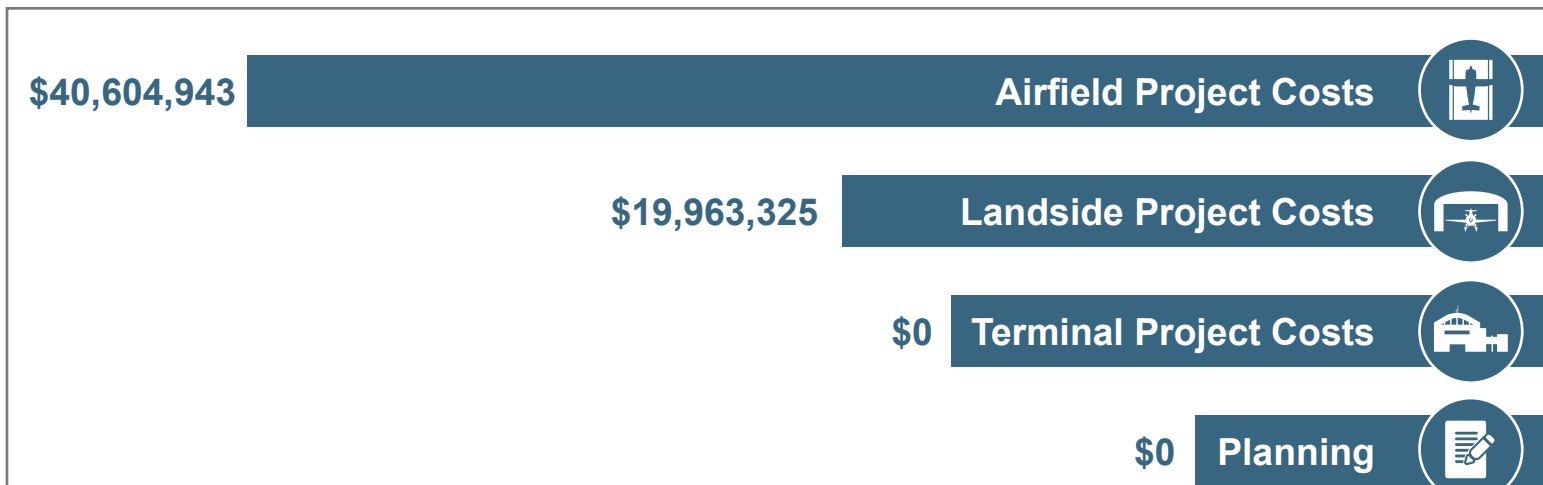 $40,604,943 Airfield Project Costs
$19,963,325 Landside Project Costs
$0 Terminal Project Costs
$0 Planning